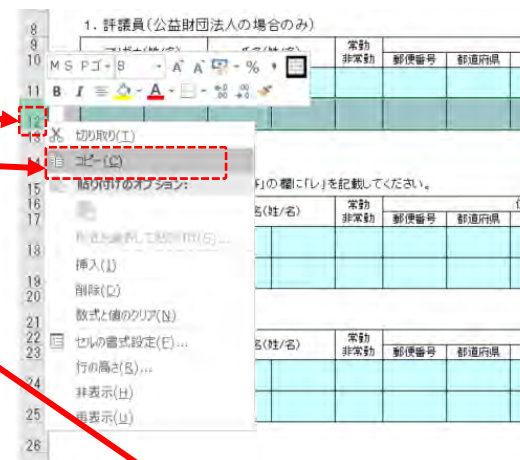 8 1. 評議員(公益財団法人の場合のみ)
9 常勤
10 非常勤 郵便番号 都道府県
MS Pゴ 8 A A % ,
11 B I A
12
13 切り取り(T)
コピー(C)
15 貼り付けのオプション: の欄に「レ」を記載してください。
16 名(姓/名) 常勤
17 非常勤 郵便番号 都道府県
18
挿入(I)
19 削除(D)
20
数式と値のクリア(N)
21
22 セルの書式設定(F)... 名(姓/名) 常勤
23 非常勤 郵便番号 都道府県
行の高さ(R)...
24 非表示(H)
25 再表示(U)
26